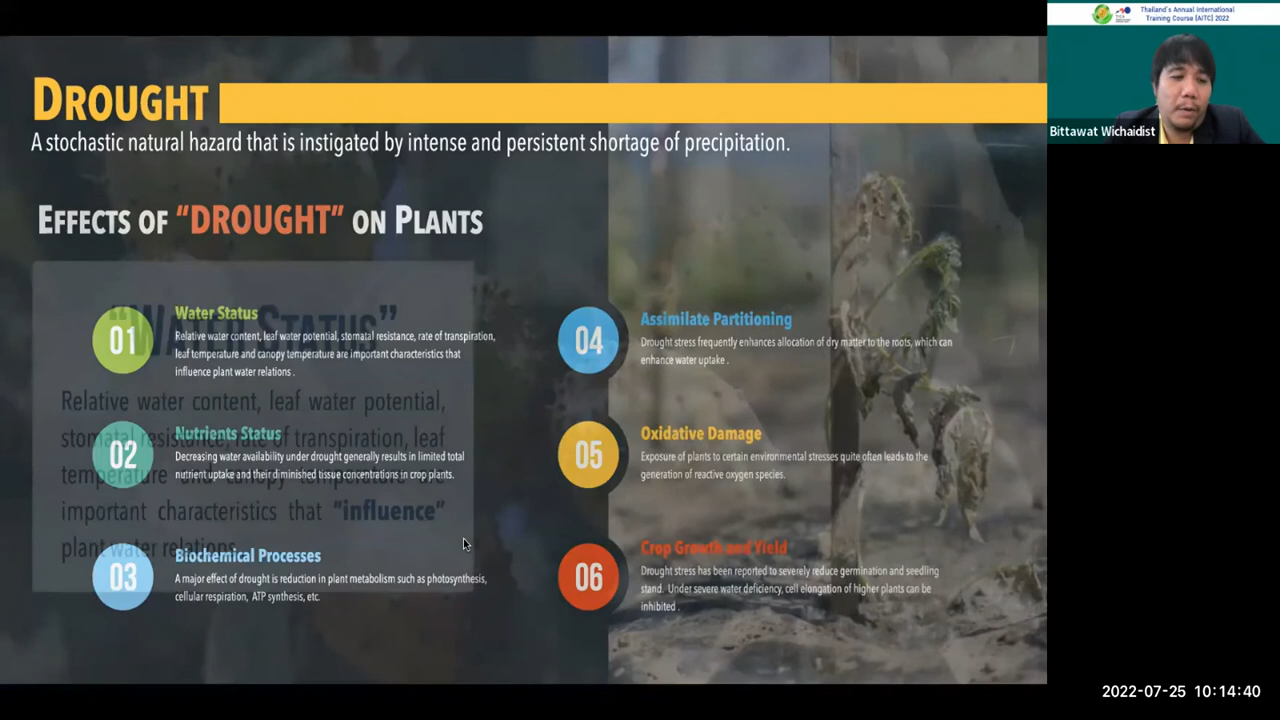 Thailand's Annual International
Training Course (AITC) 2022
Bittawat Wichaidist
DROUGHT
A stochastic natural hazard that is instigated by intense and persistent shortage of precipitation.
EFFECTS OF “DROUGHT” ON PLANTS
01
Water Status
Relative water content, leaf water potential, stomatal resistance, rate of transpiration,
leaf temperature and canopy temperature are important characteristics that
influence plant water relations .
02
Nutrients Status
Decreasing water availability under drought generally results in limited total
nutrient uptake and their diminished tissue concentrations in crop plants.
03
Biochemical Processes
A major effect of drought is reduction in plant metabolism such as photosynthesis,
cellular respiration, ATP synthesis, etc.
04
Assimilate Partitioning
Drought stress frequently enhances allocation of dry matter to the roots, which can
enhance water uptake .
05
Oxidative Damage
Exposure of plants to certain environmental stresses quite often leads to the
generation of reactive oxygen species.
06
Crop Growth and Yield
Drought stress has been reported to severely reduce germination and seedling
stand. Under severe water deficiency, cell elongation of higher plants can be
inhibited .
“WATER STATUS”
Relative water content, leaf water potential,
stomatal resistance, rate of transpiration, leaf
temperature and canopy temperature are
important characteristics that “influence”
plant water relations
2022-07-25 10:14:40